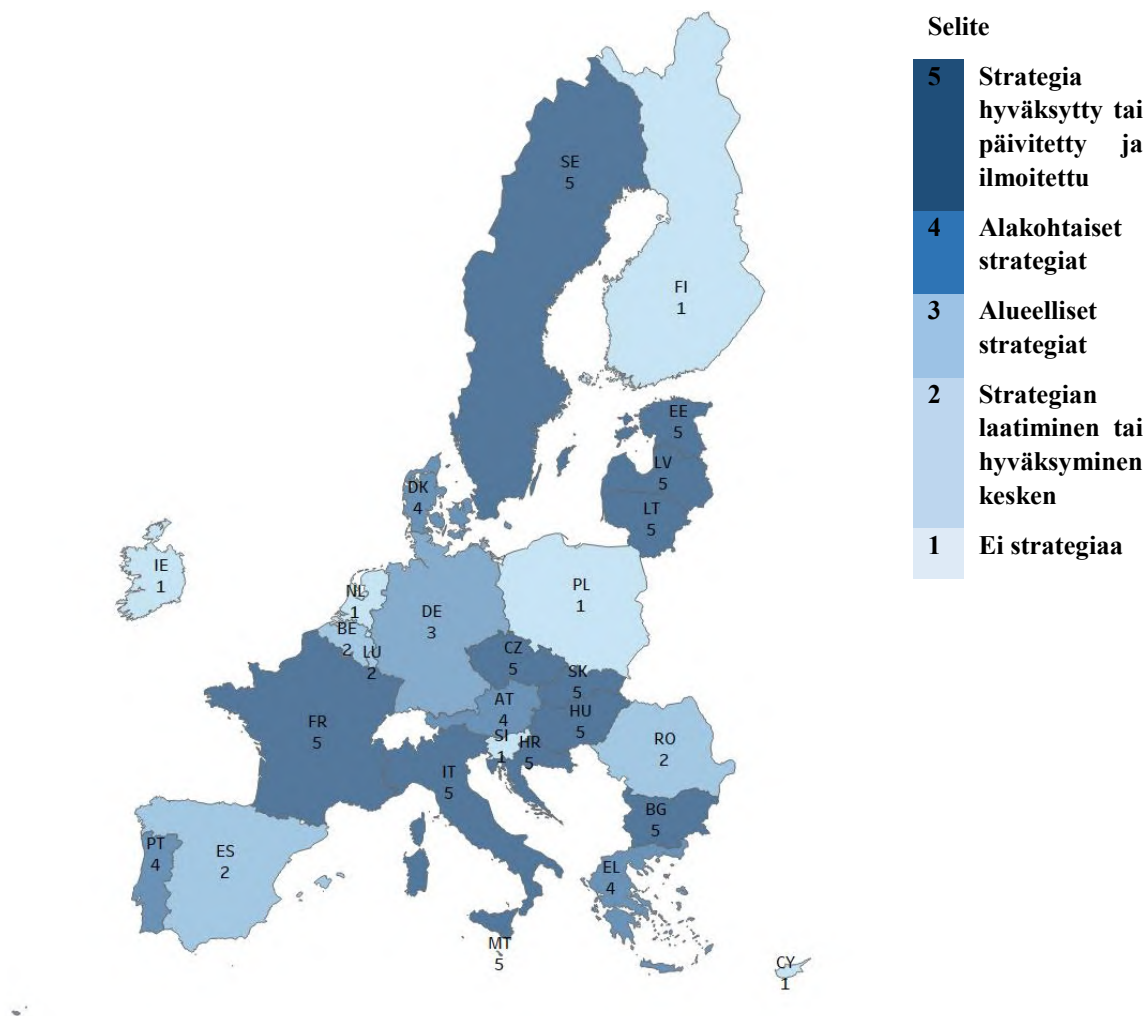 Selite
5 Strategia
hyväksytty tai
päivitetty ja
ilmoitettu
4 Alakohtaiset
strategiat
3 Alueelliset
strategiat
2 Strategian
laatiminen tai
hyväksyminen
kesken
1 Ei strategiaa
SE
5
FI
1
EE
5
LV
5
LT
5
DK
4
IE
1
NL
1
BE
2
LU
2
DE
3
PL
1
CZ
5
SK
5
AT
4
HU
5
SI
1
HR
5
FR
5
IT
5
RO
2
BG
5
PT
4
ES
2
EL
4
MT
5
CY
1